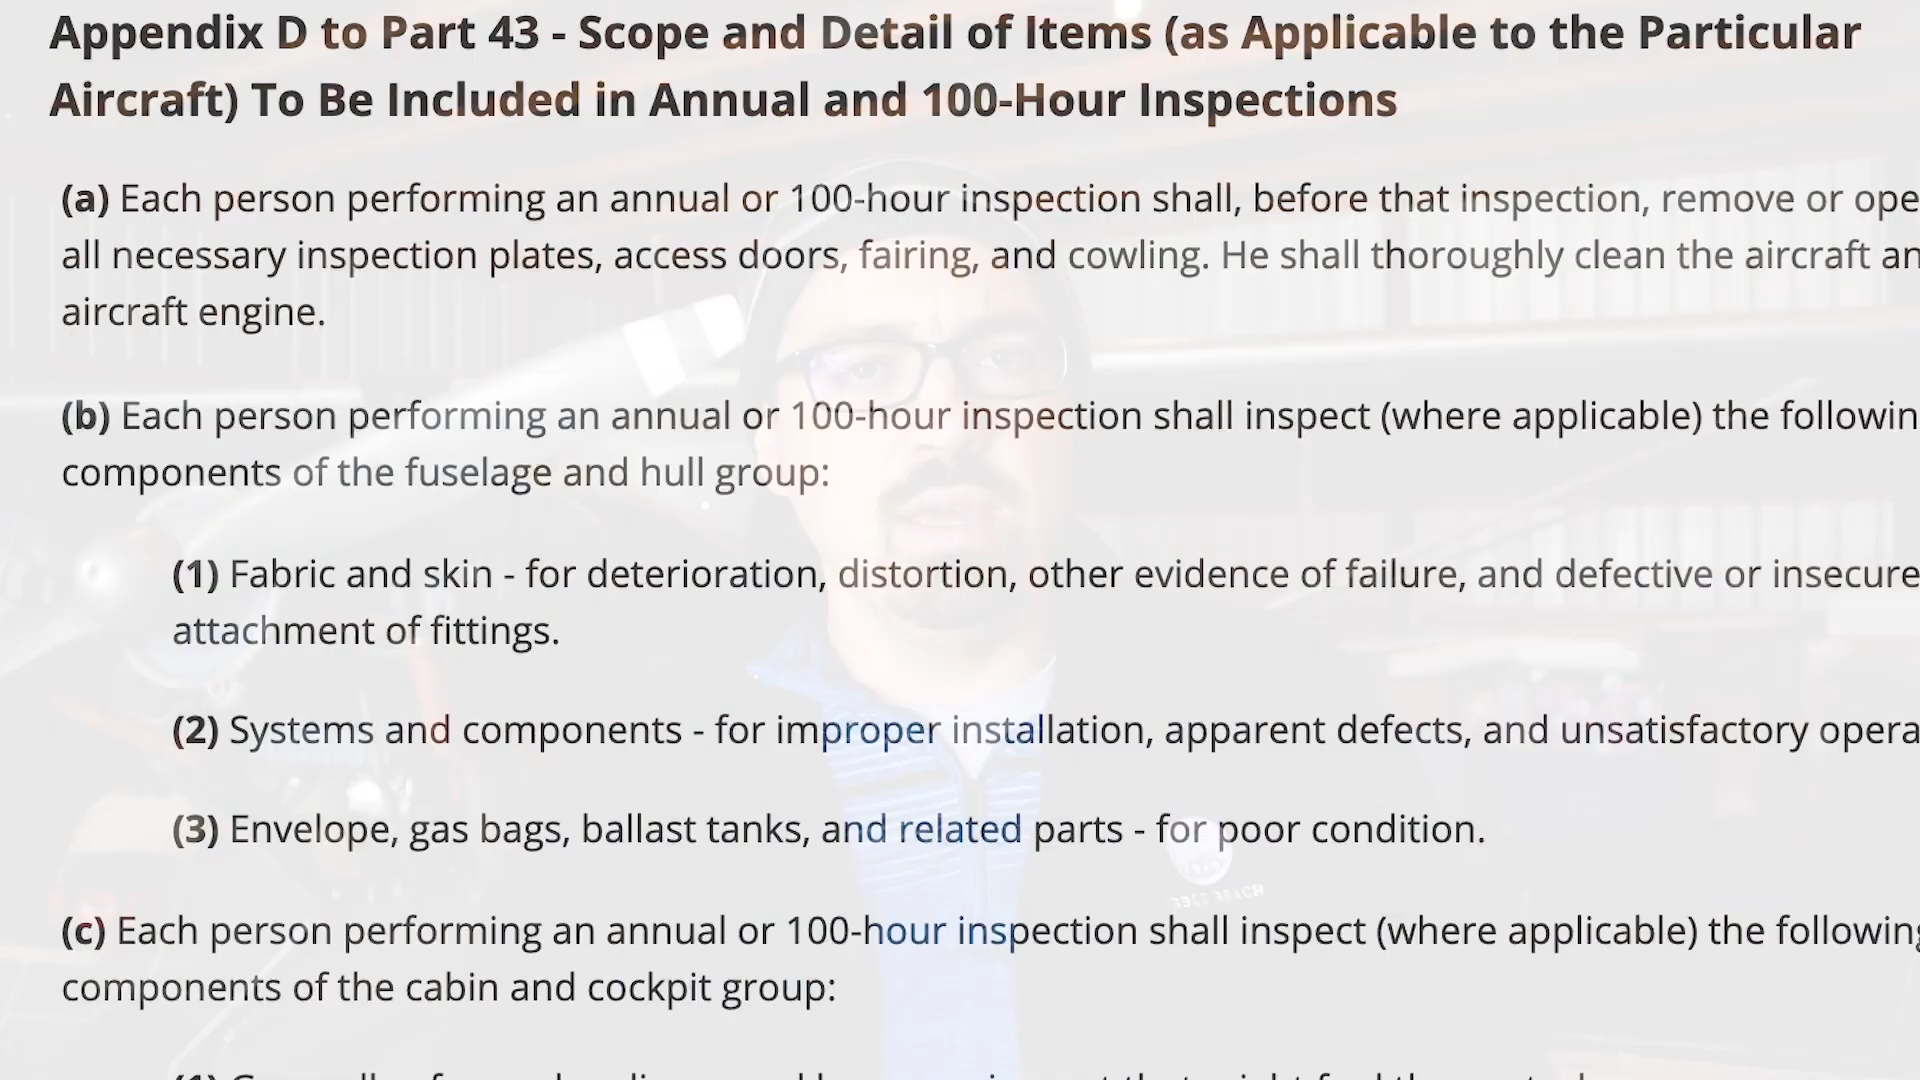 Appendix D to Part 43 - Scope and Detail of Items (as Applicable to the Particular
Aircraft) To Be Included in Annual and 100-Hour Inspections
(a) Each person performing an annual or 100-hour inspection shall, before that inspection, remove or ope
all necessary inspection plates, access doors, fairing, and cowling. He shall thoroughly clean the aircraft an
aircraft engine.
(b) Each person performing an annual or 100-hour inspection shall inspect (where applicable) the followin
components of the fuselage and hull group:
(1) Fabric and skin - for deterioration, distortion, other evidence of failure, and defective or insecure
attachment of fittings.
(2) Systems and components - for improper installation, apparent defects, and unsatisfactory opera
(3) Envelope, gas bags, ballast tanks, and related parts - for poor condition.
(c) Each person performing an annual or 100-hour inspection shall inspect (where applicable) the following
components of the cabin and cockpit group: